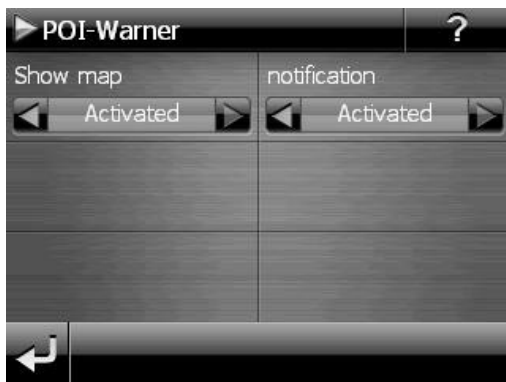 POI-Warner
?
Show map
notification
Activated
Activated